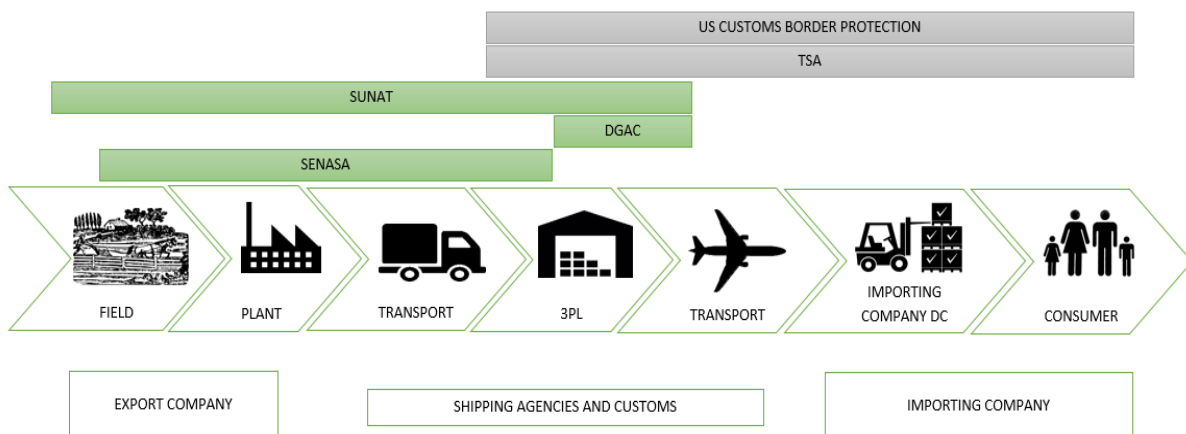 US CUSTOMS BORDER PROTECTION
TSA
SUNAT
DGAC
SENASA
FIELD
PLANT
TRANSPORT
3PL
TRANSPORT
IMPORTING
COMPANY DC
CONSUMER
EXPORT COMPANY
SHIPPING AGENCIES AND CUSTOMS
IMPORTING COMPANY